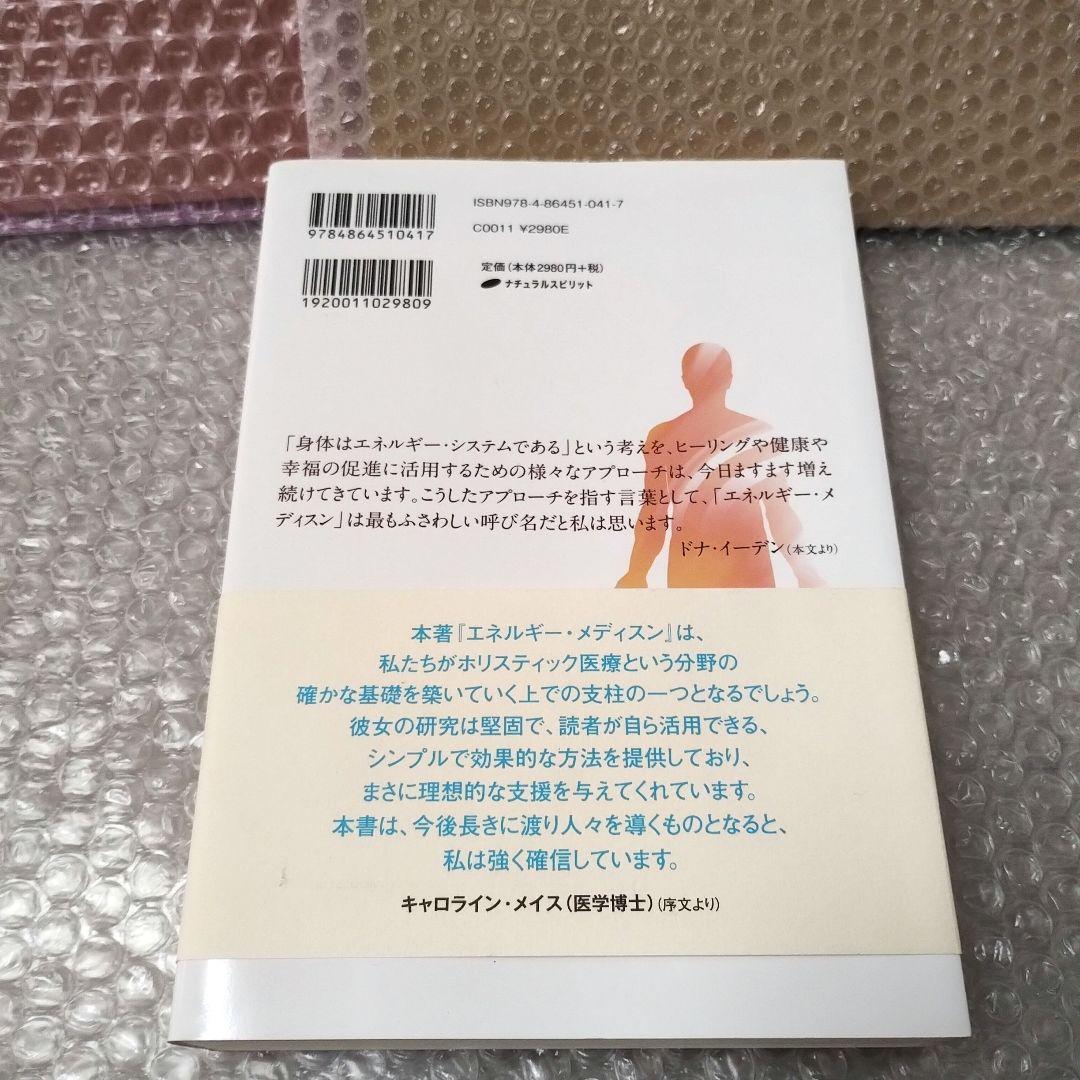 ISBN978-4-86451-041-7
9784864510417
C0011 ¥2980E
定価(本体2980円+税)
1920011029809
ナチュラルスピリット
「身体はエネルギー・システムである」という考えを、ヒーリングや健康や
幸福の促進に活用するための様々なアプローチは、今日ますます増え
続けてきています。こうしたアプローチを指す言葉として、「エネルギー・メ
ディスン」は最もふさわしい呼び名だと私は思います。
ドナ・イーデン(本文より)
本著『エネルギー・メディスン』は、
私たちがホリスティック医療という分野の
確かな基礎を築いていく上での支柱の一つとなるでしょう。
彼女の研究は堅固で、読者が自ら活用できる、
シンプルで効果的な方法を提供しており、
まさに理想的な支援を与えてくれています。
本書は、今後長きに渡り人々を導くものとなると、
私は強く確信しています。
キャロライン・メイス(医学博士)(序文より)